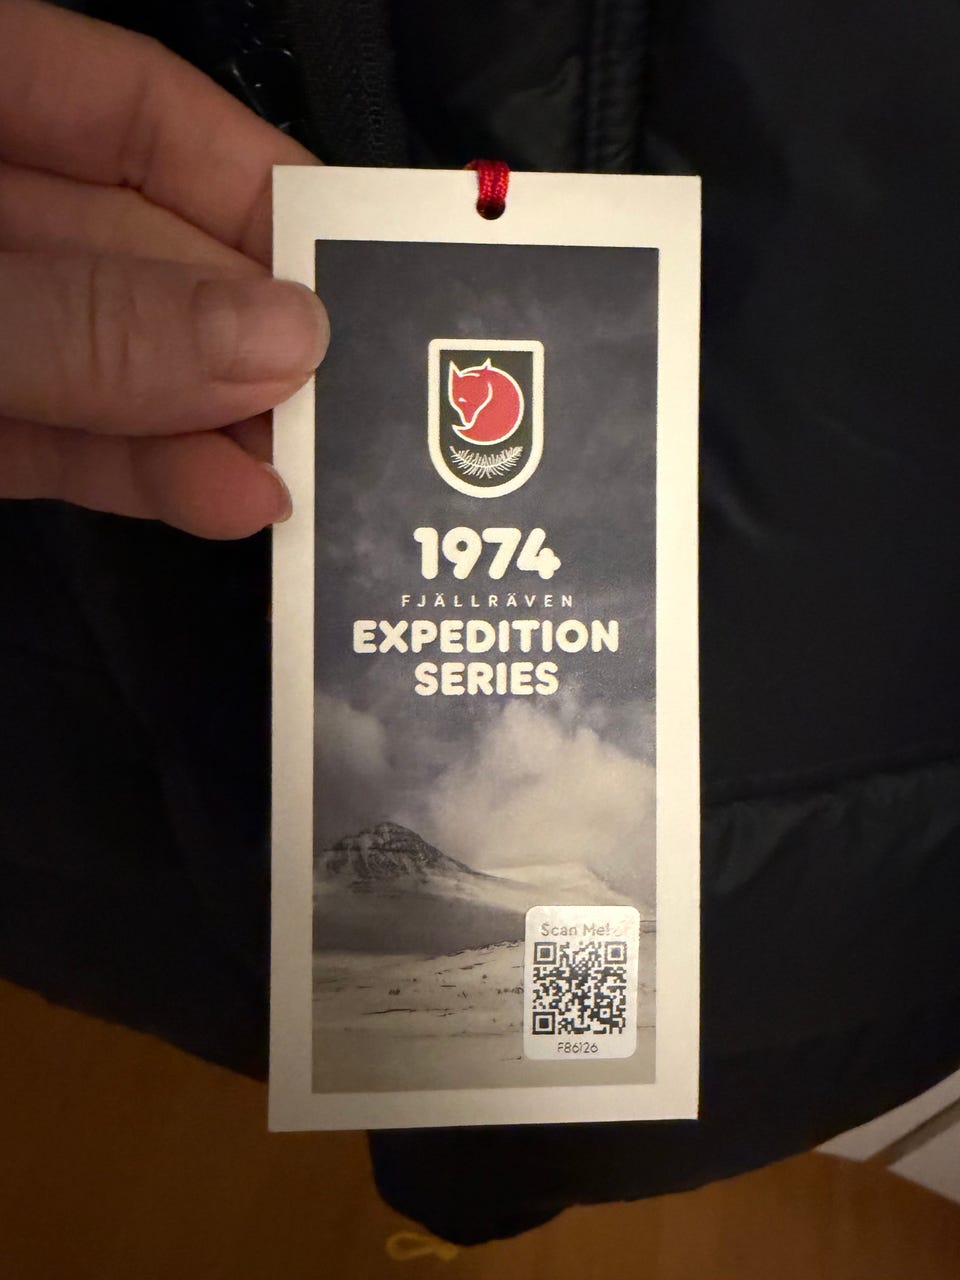 1974
FJÄLLRÄVEN
EXPEDITION
SERIES
Scan Me!
F86126